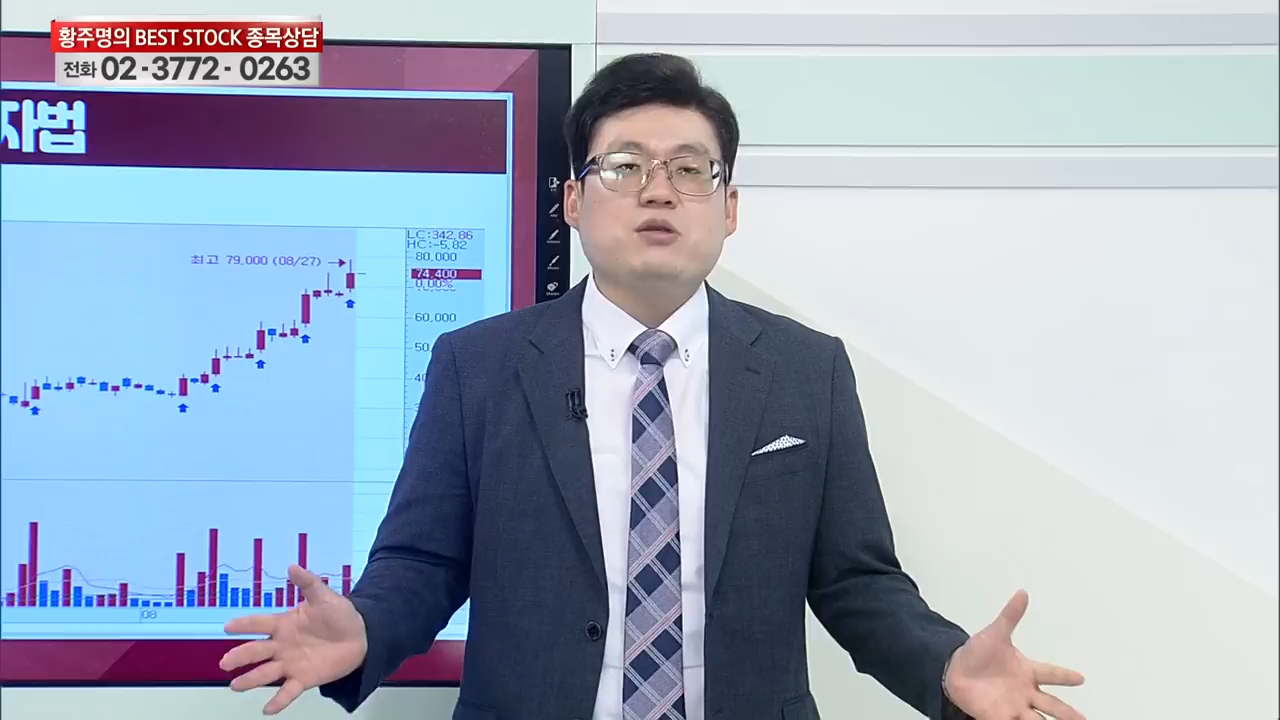 황주명의 BEST STOCK 종목상담
전화 02-3772-0263
자법
LC:342,86
HC:-5,82
최고 79,000 (08/27)
80,000
74,400
0,00%
60,000
08